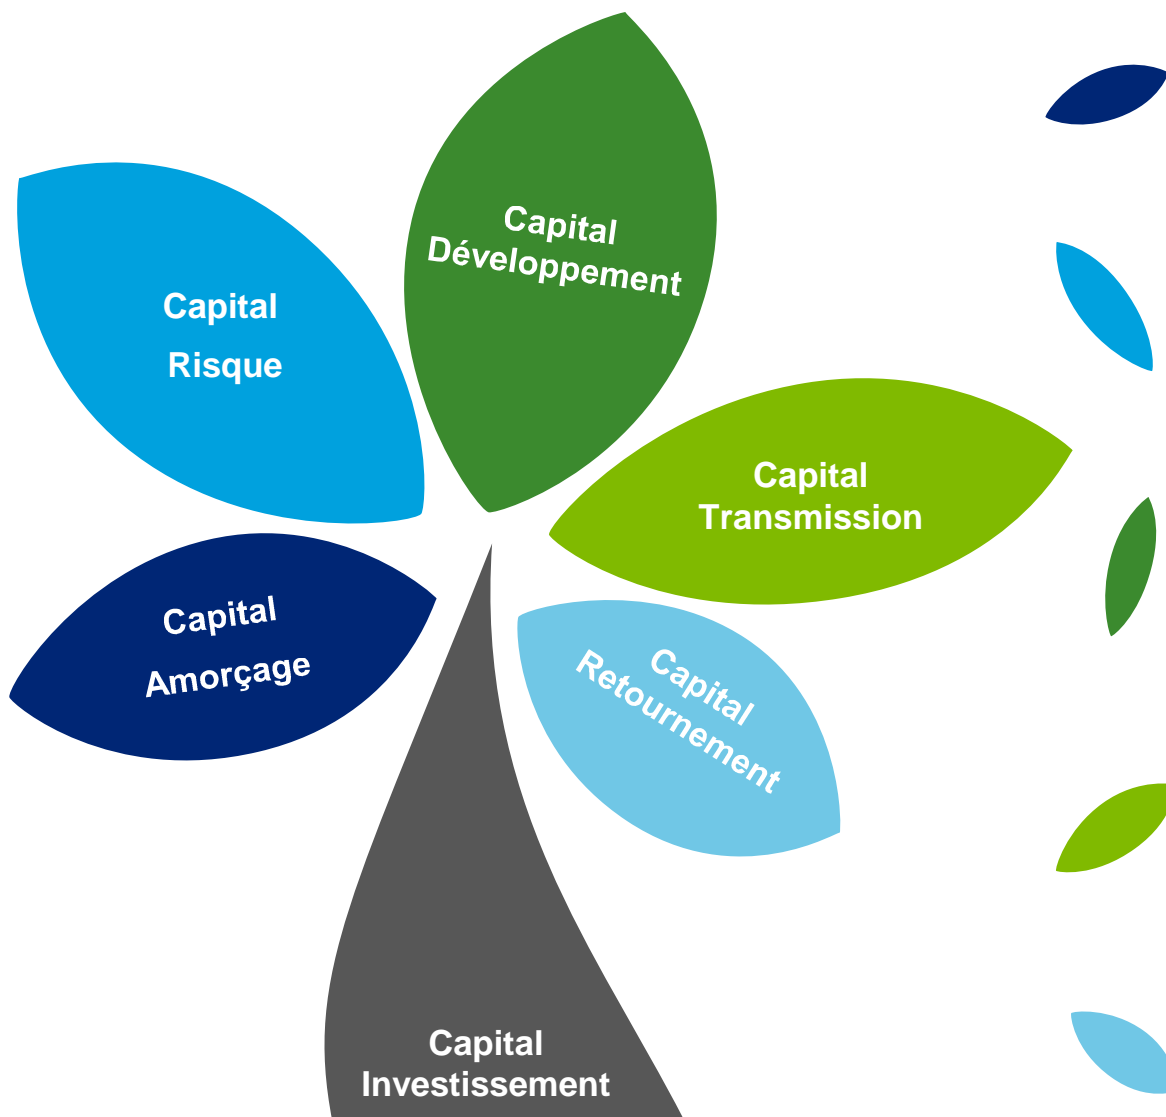 Capital
Développement
Capital
Risque
Capital
Transmission
Capital
Amorçage
Capital
Retournement
Capital
Investissement